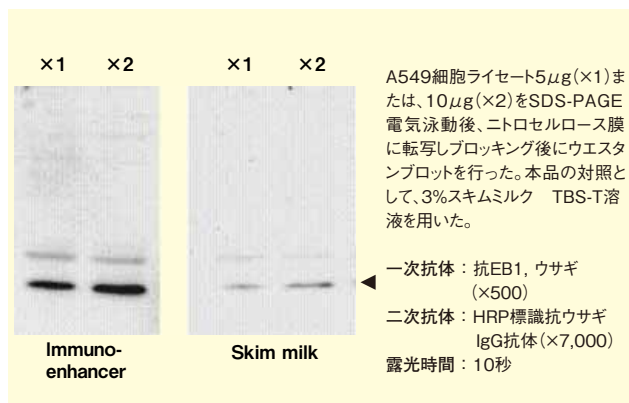 ×1 ×2
×1 ×2
Immuno-
enhancer
Skim milk
A549細胞ライセート5μg(×1)ま
たは、10μg(×2)をSDS-PAGE
電気泳動後、ニトロセルロース膜
に転写しブロッキング後にウエスタ
ンブロットを行った。本品の対照と
して、3%スキムミルク　TBS-T溶
液を用いた。
一次抗体：抗EB1, ウサギ
(×500)
二次抗体：HRP標識抗ウサギ
IgG抗体(×7,000)
露光時間：10秒